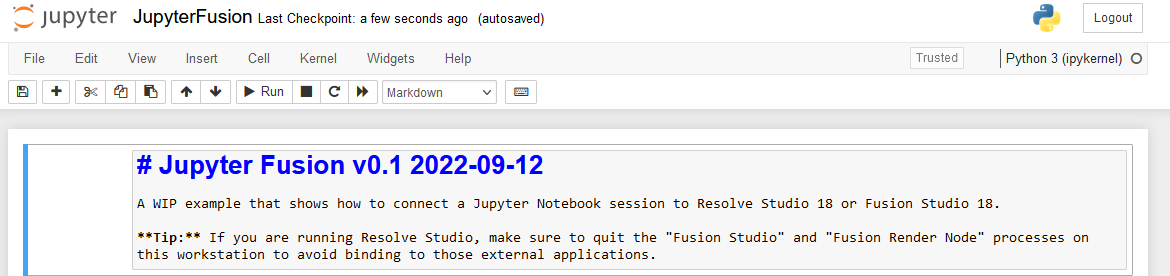 jupyter JupyterFusion Last Checkpoint: a few seconds ago (autosaved) Logout
File Edit View Insert Cell Kernel Widgets Help Trusted Python 3 (ipykernel)
Run Markdown
# Jupyter Fusion v0.1 2022-09-12
A WIP example that shows how to connect a Jupyter Notebook session to Resolve Studio 18 or Fusion Studio 18.
**Tip:** If you are running Resolve Studio, make sure to quit the "Fusion Studio" and "Fusion Render Node" processes on
this workstation to avoid binding to those external applications.